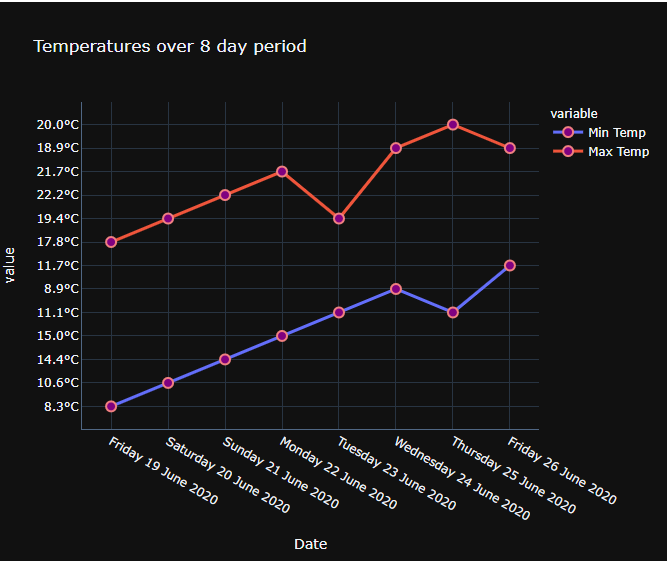 Temperatures over 8 day period
variable
Min Temp
Max Temp
value
20.0°C
18.9°C
21.7°C
22.2°C
19.4°C
17.8°C
11.7°C
8.9°C
11.1°C
15.0°C
14.4°C
10.6°C
8.3°C
Friday 19 June 2020
Saturday 20 June 2020
Sunday 21 June 2020
Monday 22 June 2020
Tuesday 23 June 2020
Wednesday 24 June 2020
Thursday 25 June 2020
Friday 26 June 2020
Date